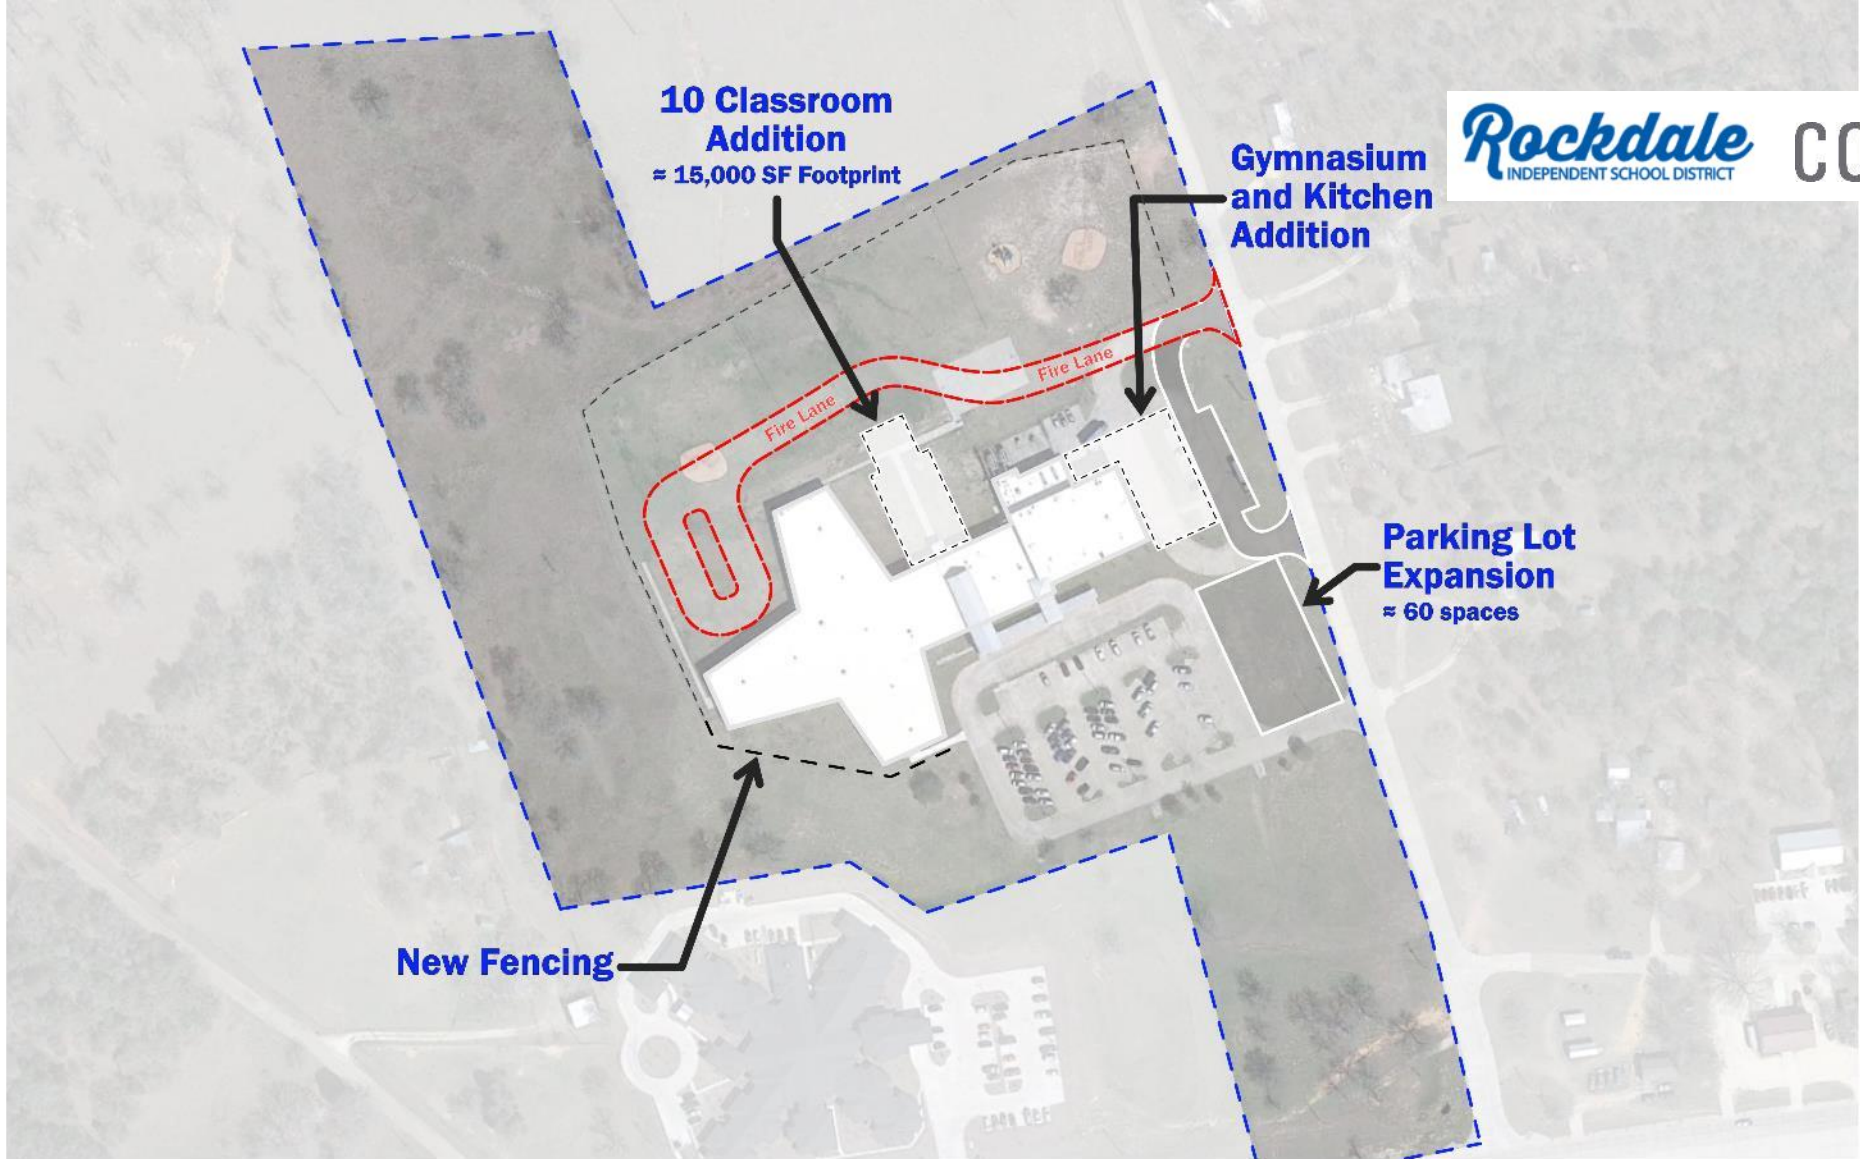 10 Classroom
Addition
≈ 15,000 SF Footprint
Gymnasium
and Kitchen
Addition
Rockdale
INDEPENDENT SCHOOL DISTRICT
CO
Fire Lane
Fire Lane
Parking Lot
Expansion
≈ 60 spaces
New Fencing